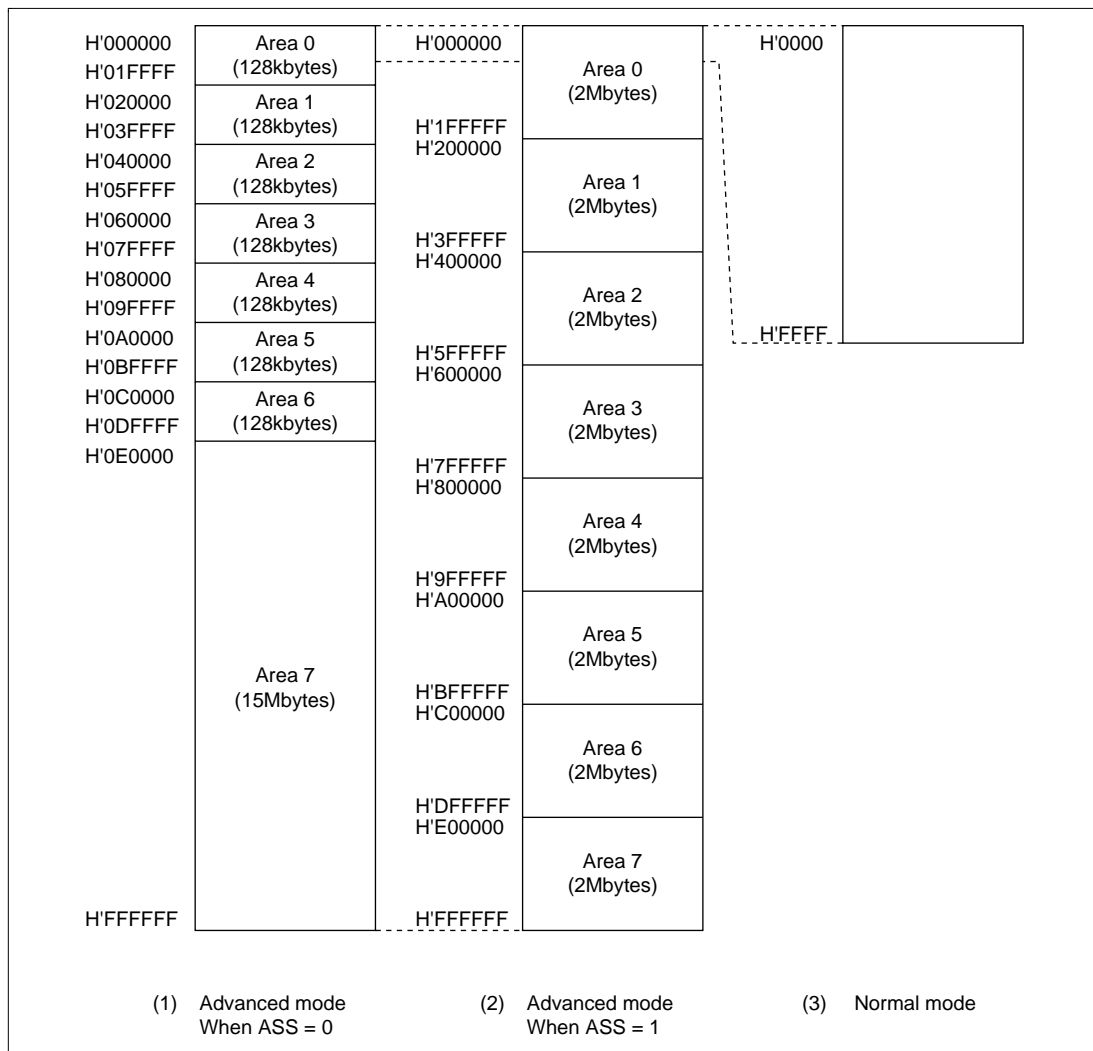 H'000000
H'01FFFF
H'020000
H'03FFFF
H'040000
H'05FFFF
H'060000
H'07FFFF
H'080000
H'09FFFF
H'0A0000
H'0BFFFF
H'0C0000
H'0DFFFF
H'0E0000
H'FFFFFF
Area 0
(128kbytes)
Area 1
(128kbytes)
Area 2
(128kbytes)
Area 3
(128kbytes)
Area 4
(128kbytes)
Area 5
(128kbytes)
Area 6
(128kbytes)
Area 7
(15Mbytes)
H'000000
H'1FFFFF
H'200000
H'3FFFFF
H'400000
H'5FFFFF
H'600000
H'7FFFFF
H'800000
H'9FFFFF
H'A00000
H'BFFFFF
H'C00000
H'DFFFFF
H'E00000
H'FFFFFF
Area 0
(2Mbytes)
Area 1
(2Mbytes)
Area 2
(2Mbytes)
Area 3
(2Mbytes)
Area 4
(2Mbytes)
Area 5
(2Mbytes)
Area 6
(2Mbytes)
Area 7
(2Mbytes)
H'0000
H'FFFF
(1) Advanced mode
When ASS = 0
(2) Advanced mode
When ASS = 1
(3) Normal mode